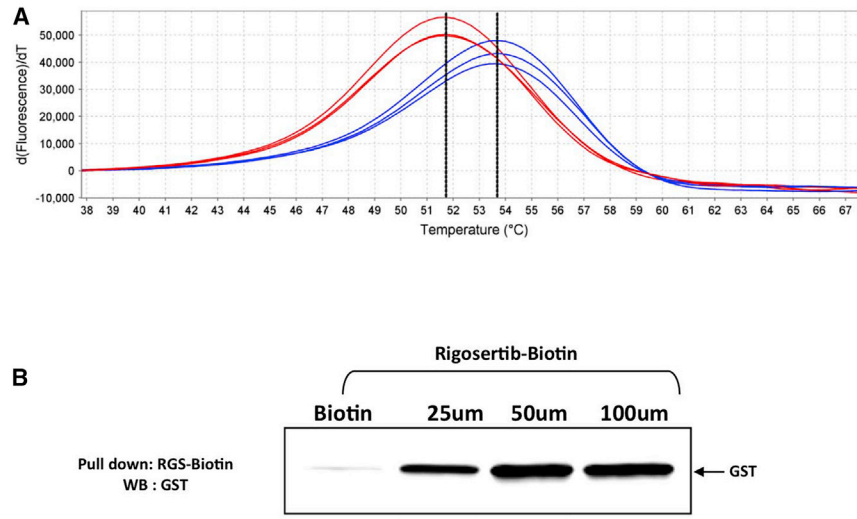 A
d(Fluorescence)/dT
50,000
40,000
30,000
20,000
10,000
0
-10,000
38 39 40 41 42 43 44 45 46 47 48 49 50 51 52 53 54 55 56 57 58 59 60 61 62 63 64 65 66 67
Temperature (°C)
B
Rigosertib-Biotin
Biotin 25um 50um 100um
Pull down: RGS-Biotin
WB : GST
GST